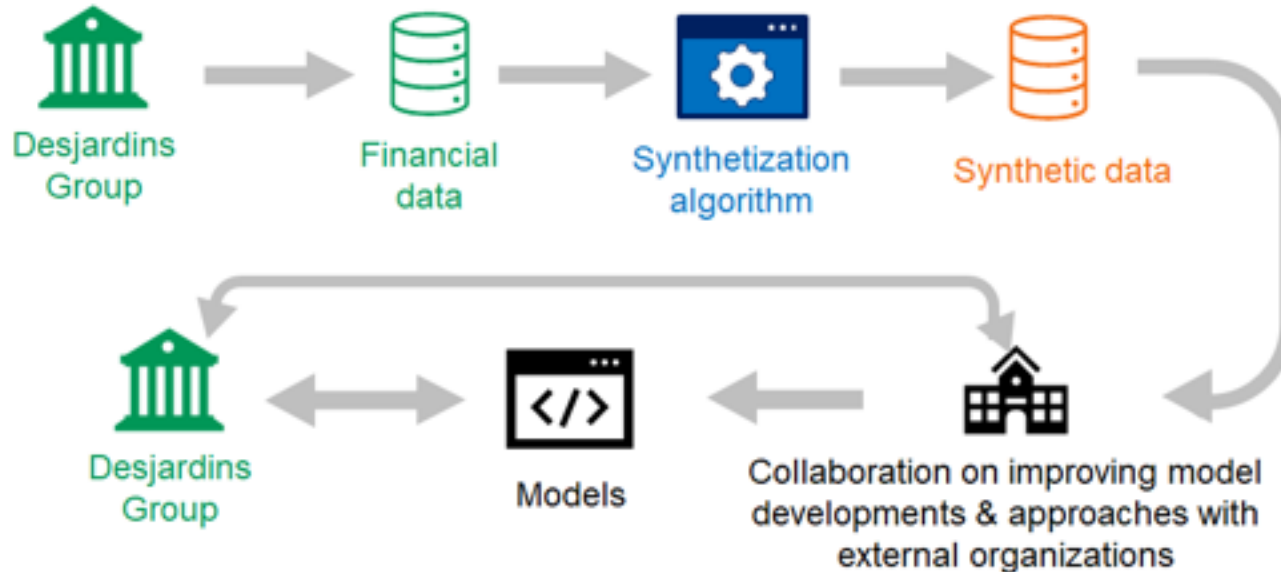 Desjardins
Group
Financial
data
Synthetization
algorithm
Synthetic data
Desjardins
Group
</>
Models
Collaboration on improving model
developments & approaches with
external organizations